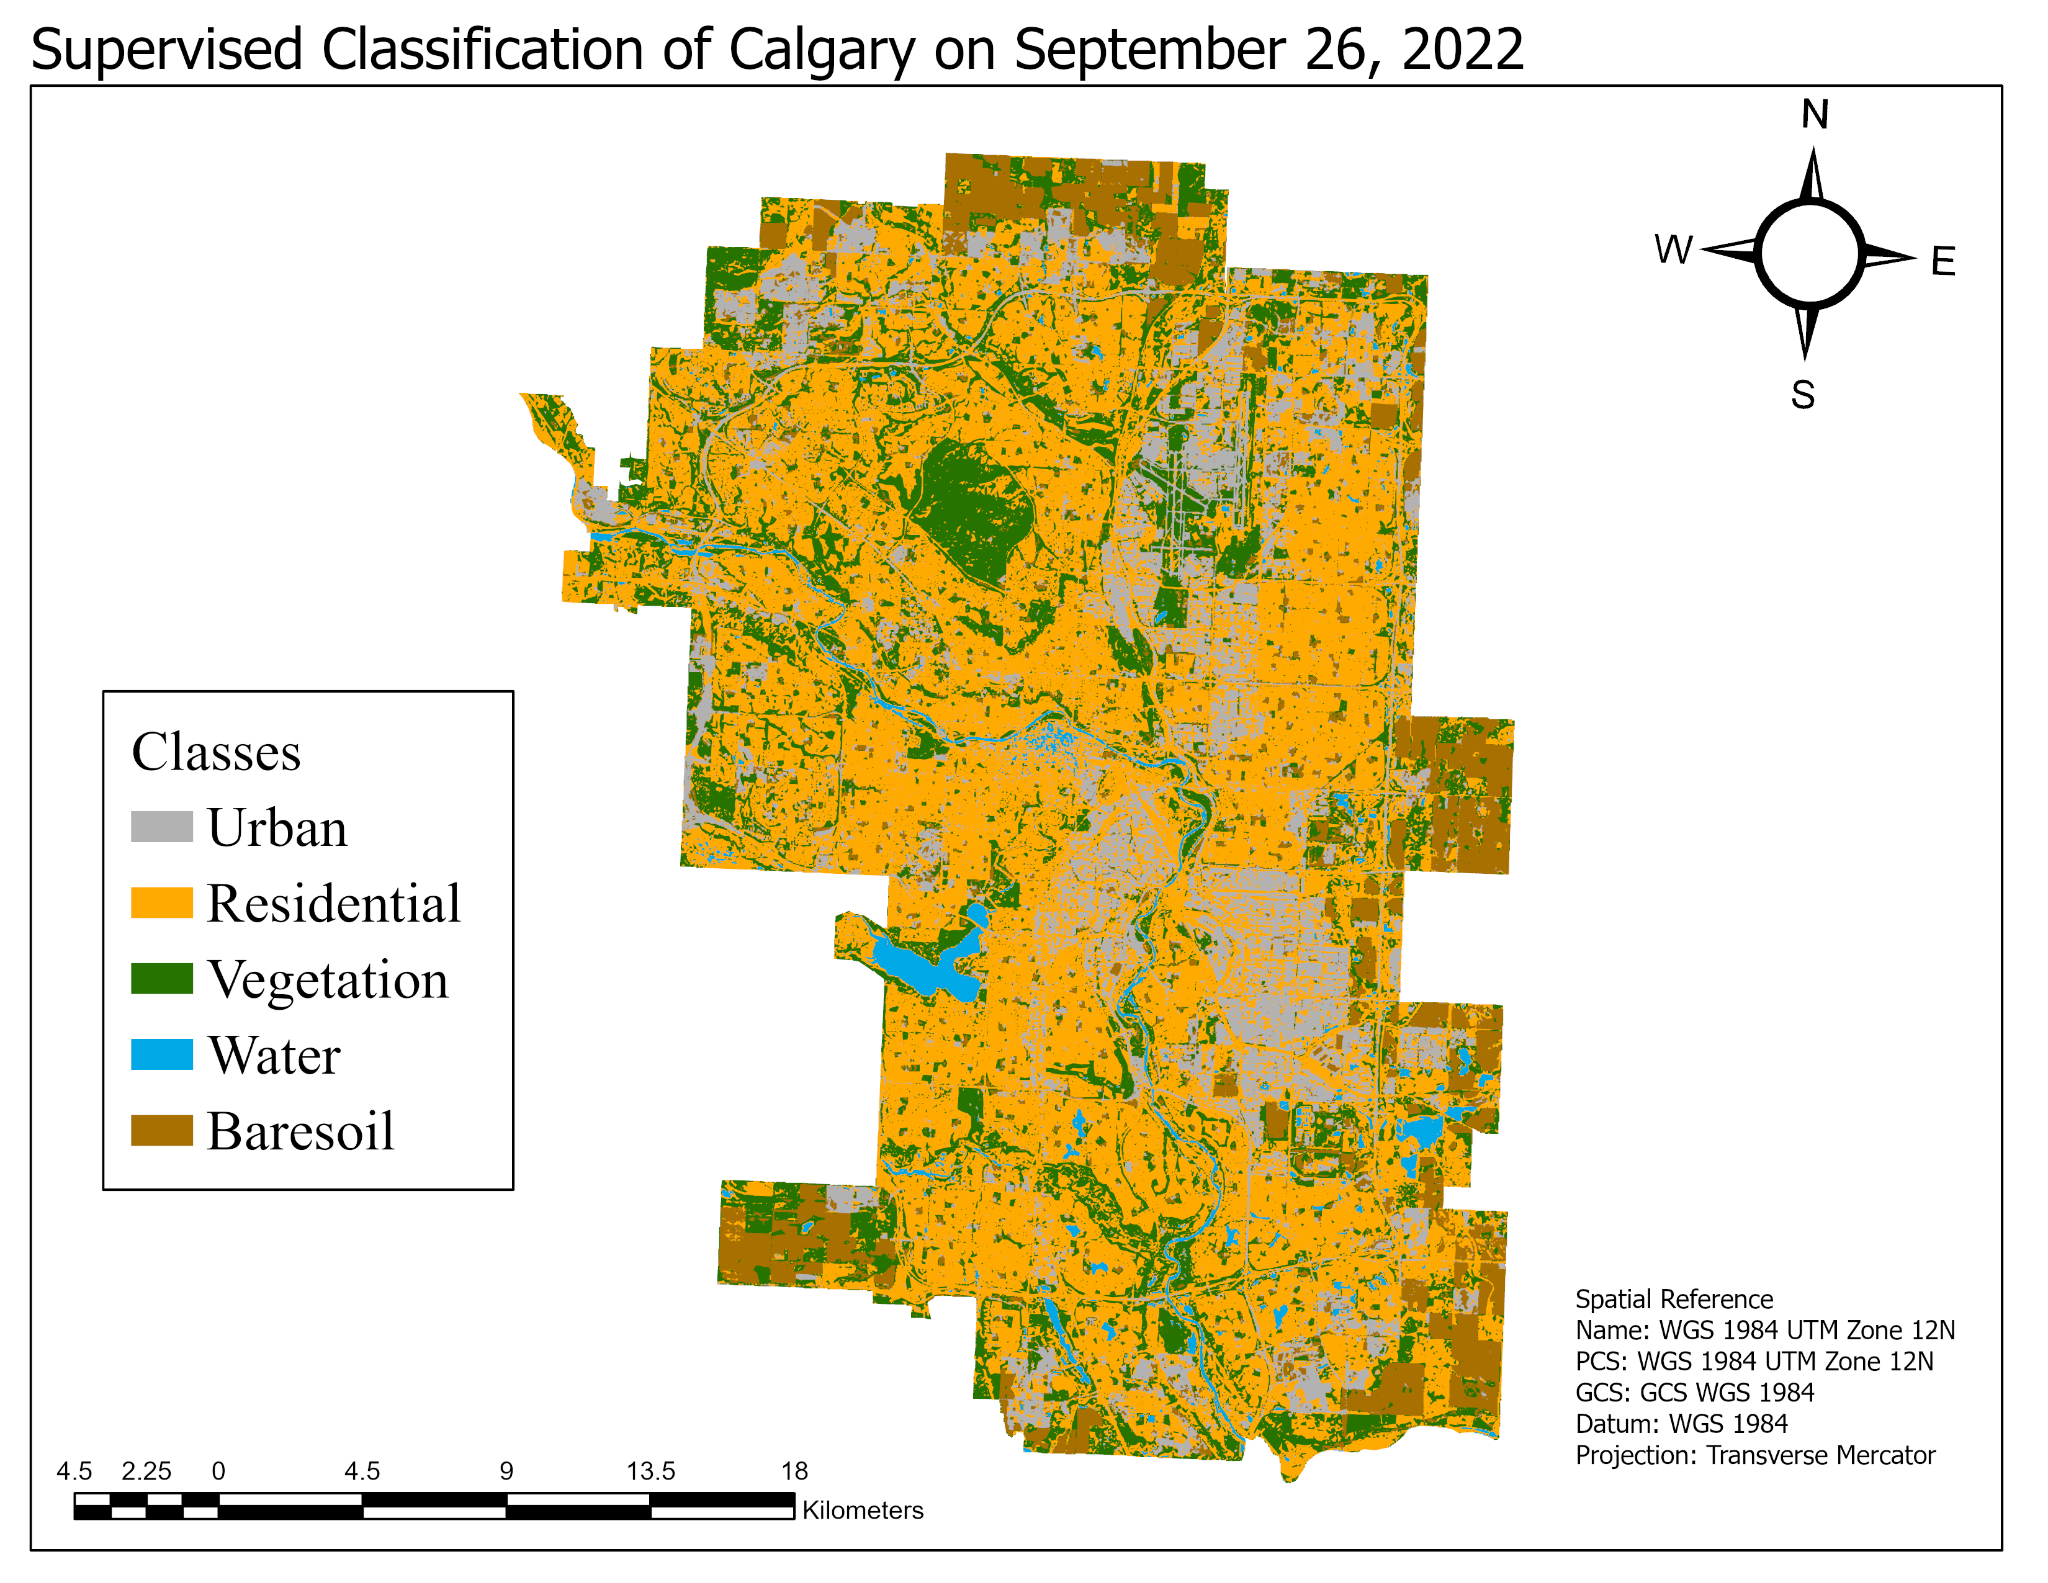 Supervised Classification of Calgary on September 26, 2022
N
W
E
S
Classes
Urban
Residential
Vegetation
Water
Baresoil
Spatial Reference
Name: WGS 1984 UTM Zone 12N
PCS: WGS 1984 UTM Zone 12N
GCS: GCS WGS 1984
Datum: WGS 1984
Projection: Transverse Mercator
4.5 2.25 0 4.5 9 13.5 18
Kilometers